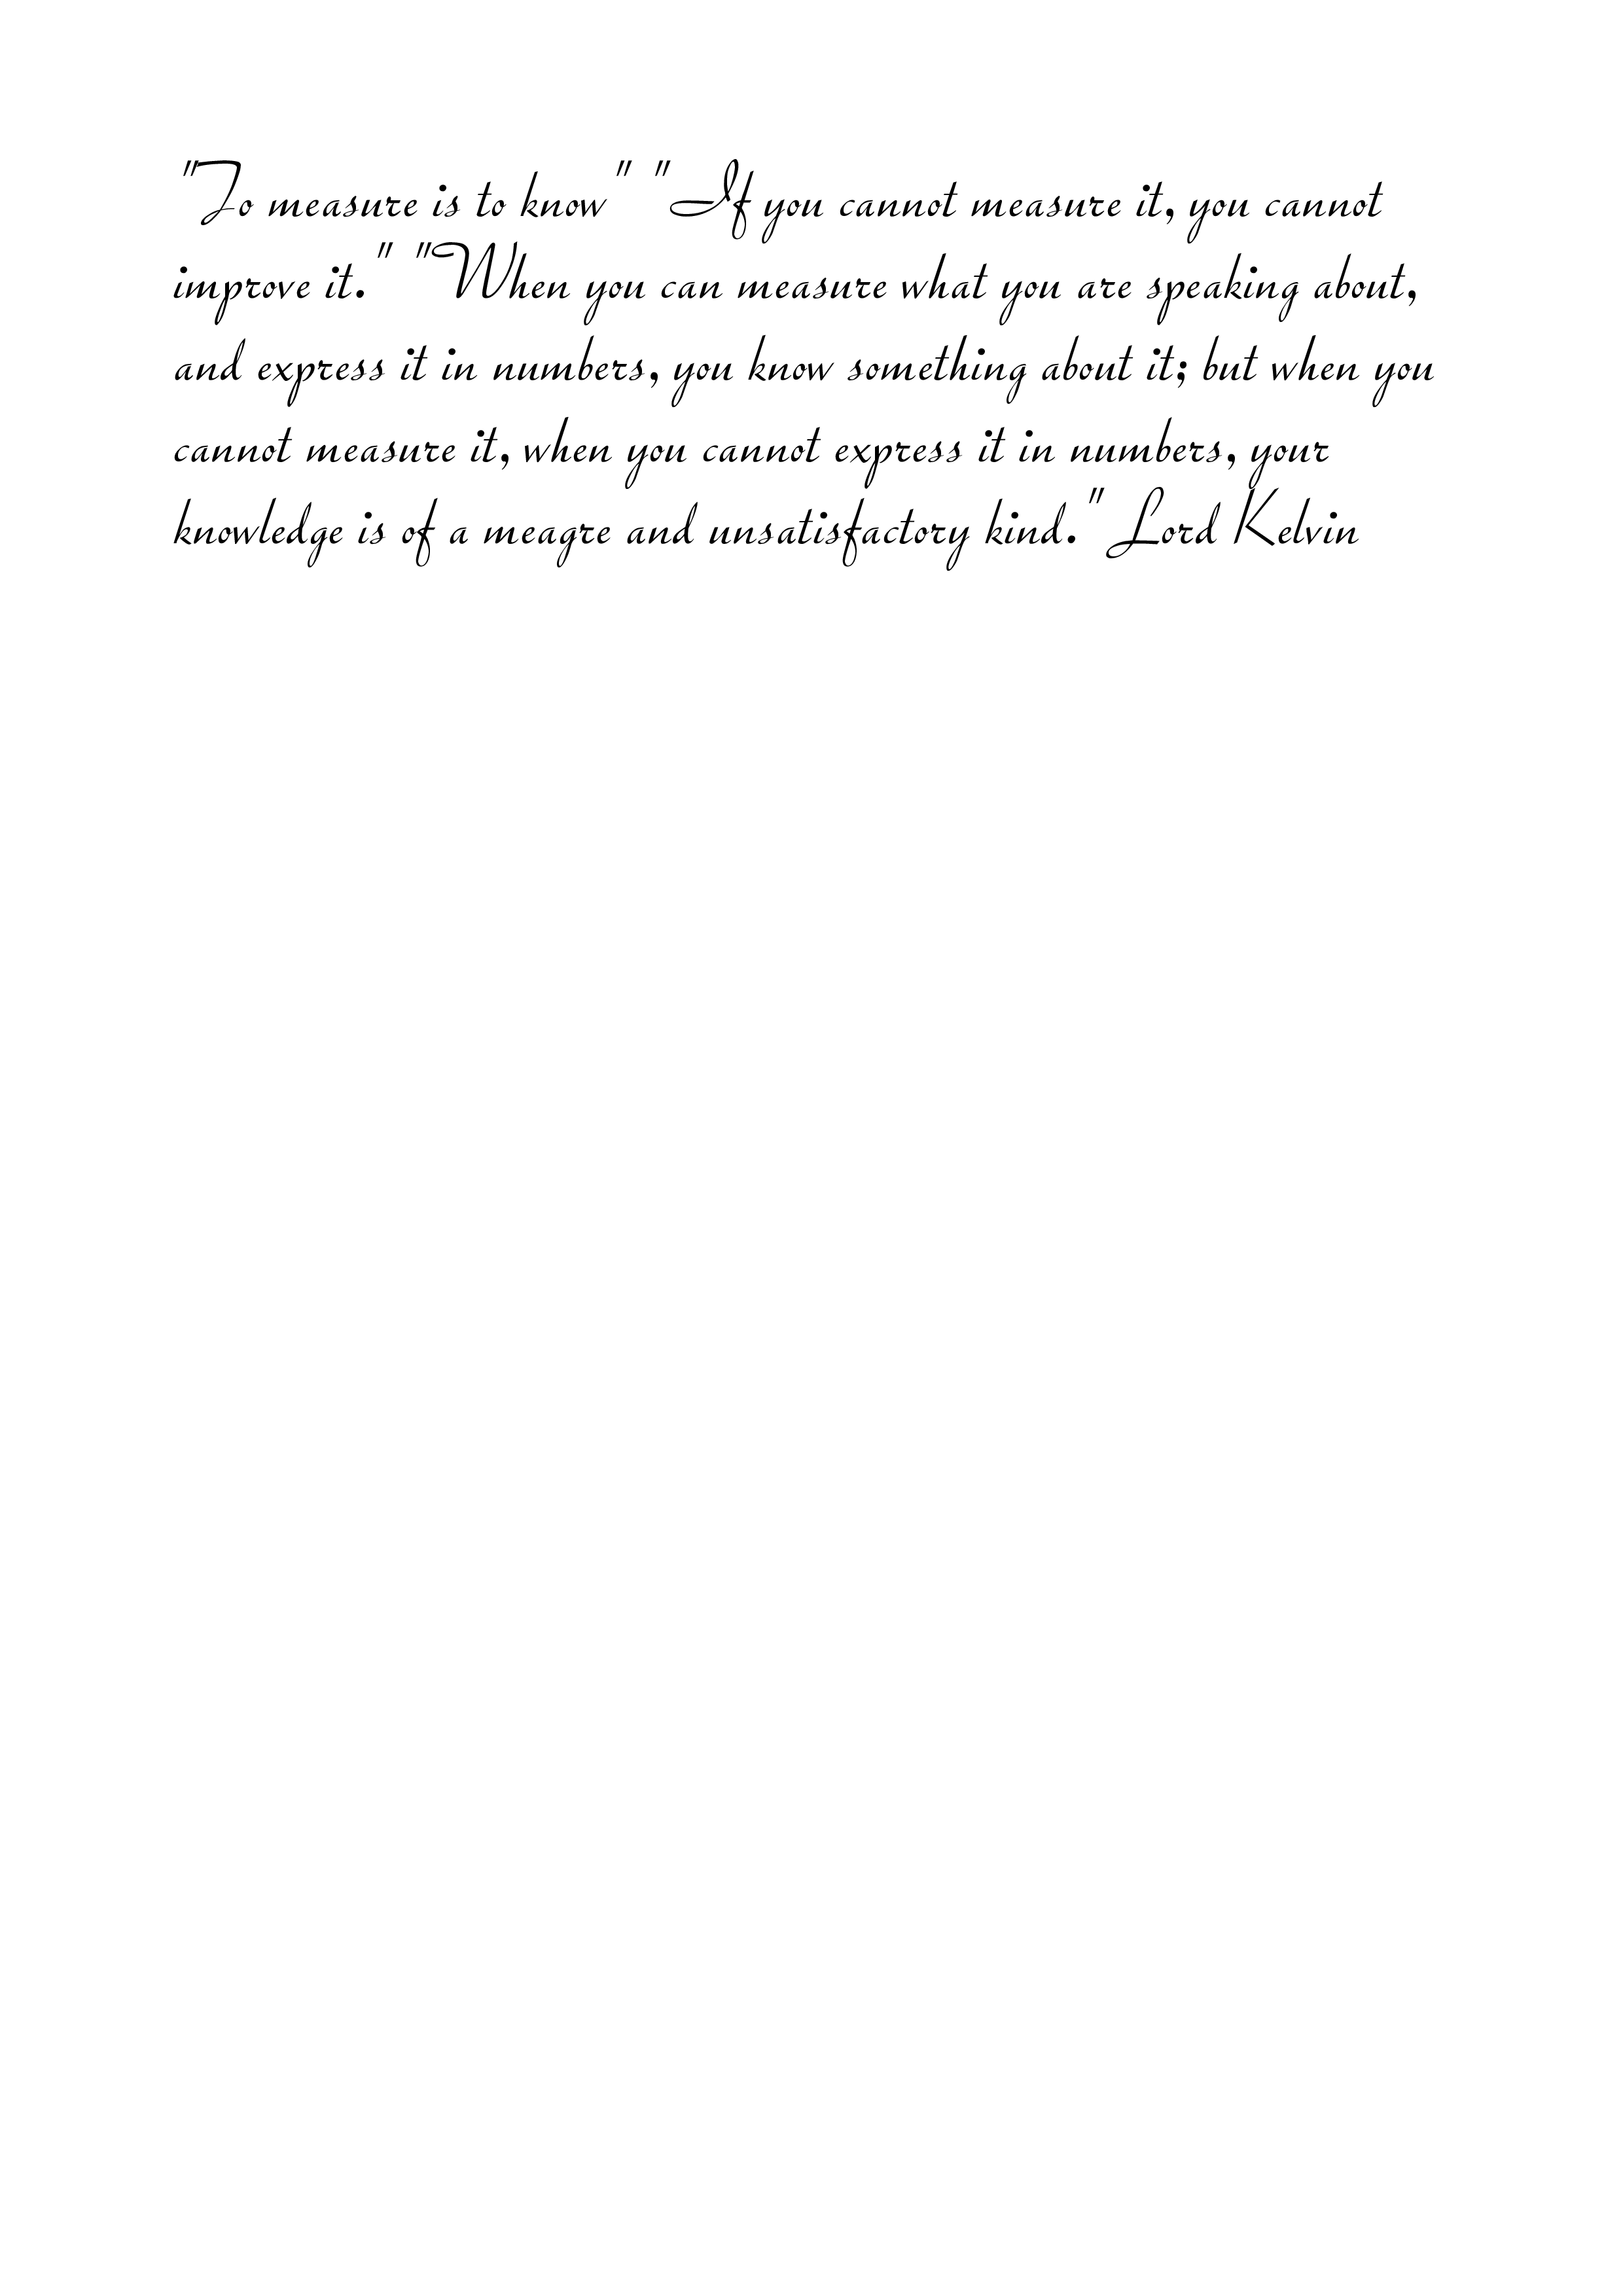 "To measure is to know" "If you cannot measure it, you cannot
improve it." "When you can measure what you are speaking about,
and express it in numbers, you know something about it; but when you
cannot measure it, when you cannot express it in numbers, your
knowledge is of a meagre and unsatisfactory kind." Lord Kelvin